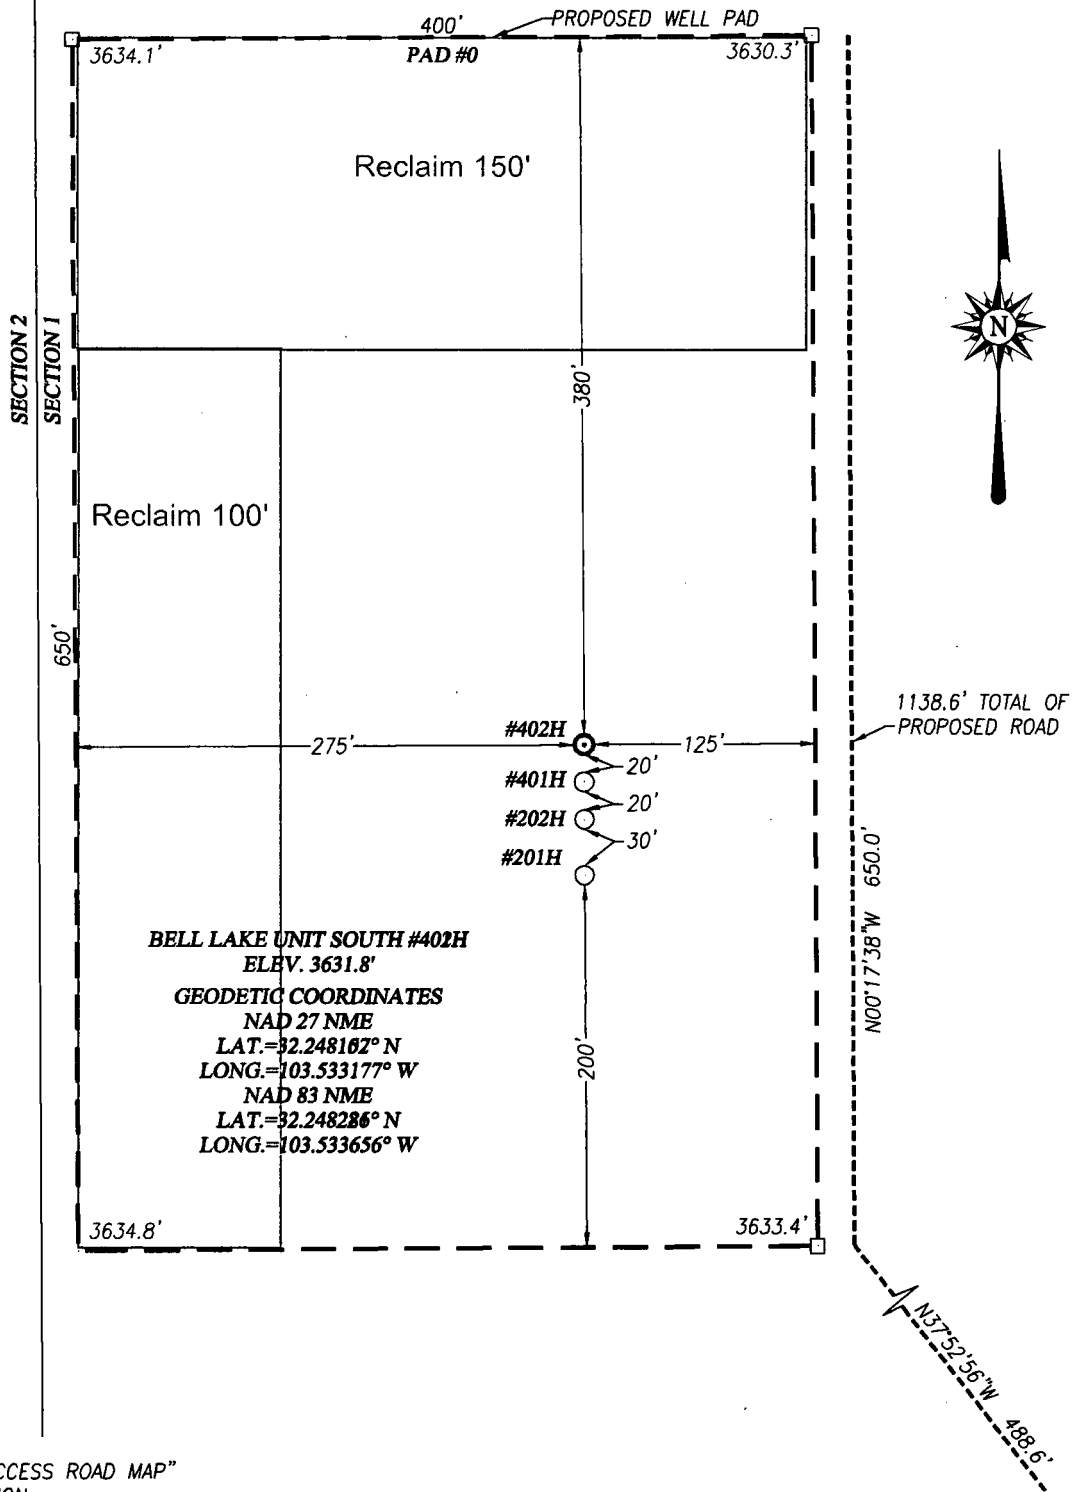 400'
PROPOSED WELL PAD
3634.1'
PAD #0
3630.3'
Reclaim 150'
SECTION 2
SECTION 1
N
380'
Reclaim 100'
650'
1138.6' TOTAL OF
PROPOSED ROAD
#402H
275'
125'
20'
#401H
20'
#202H
30'
#201H
N00°17'38"W 650.0'
BELL LAKE UNIT SOUTH #402H
ELEV. 3631.8'
GEODETIC COORDINATES
NAD 27 NME
LAT.=32.248162° N
LONG.=103.533177° W
NAD 83 NME
LAT.=32.248286° N
LONG.=103.533656° W
200'
3634.8'
3633.4'
N37°52'56"W 488.6'
CCESS ROAD MAP"